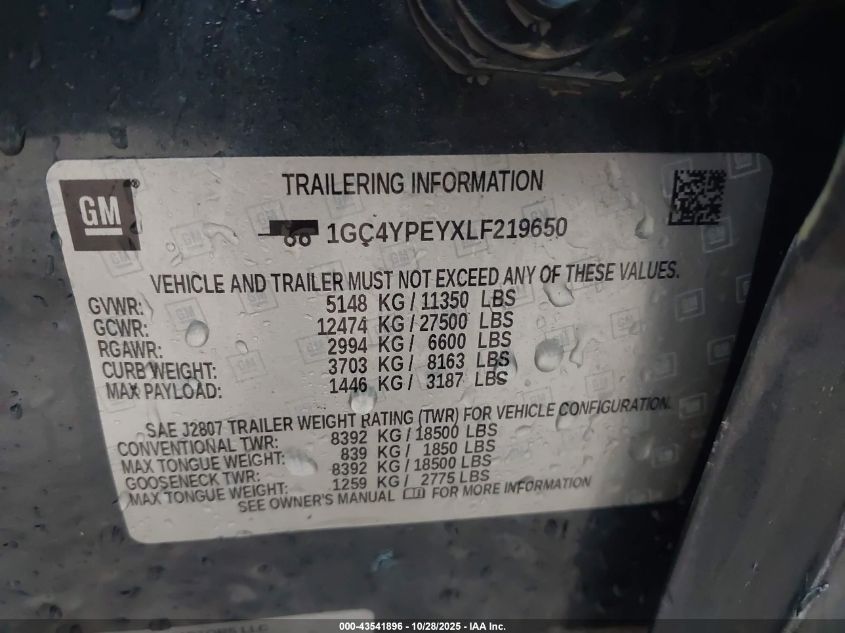 GM
TRAILERING INFORMATION
1GC4YPEYXLF219650
VEHICLE AND TRAILER MUST NOT EXCEED ANY OF THESE VALUES.
GVWR: 5148 KG / 11350 LBS
GCWR: 12474 KG / 27500 LBS
RGAWR: 2994 KG / 6600 LBS
CURB WEIGHT: 3703 KG / 8163 LBS
MAX PAYLOAD: 1446 KG / 3187 LBS
SAE J2807 TRAILER WEIGHT RATING (TWR) FOR VEHICLE CONFIGURATION.
CONVENTIONAL TWR: 8392 KG / 18500 LBS
MAX TONGUE WEIGHT: 839 KG / 1850 LBS
GOOSENECK TWR: 8392 KG / 18500 LBS
MAX TONGUE WEIGHT: 1259 KG / 2775 LBS
SEE OWNER'S MANUAL FOR MORE INFORMATION
LLC
000-43541896 - 10/28/2025 - IAA Inc.